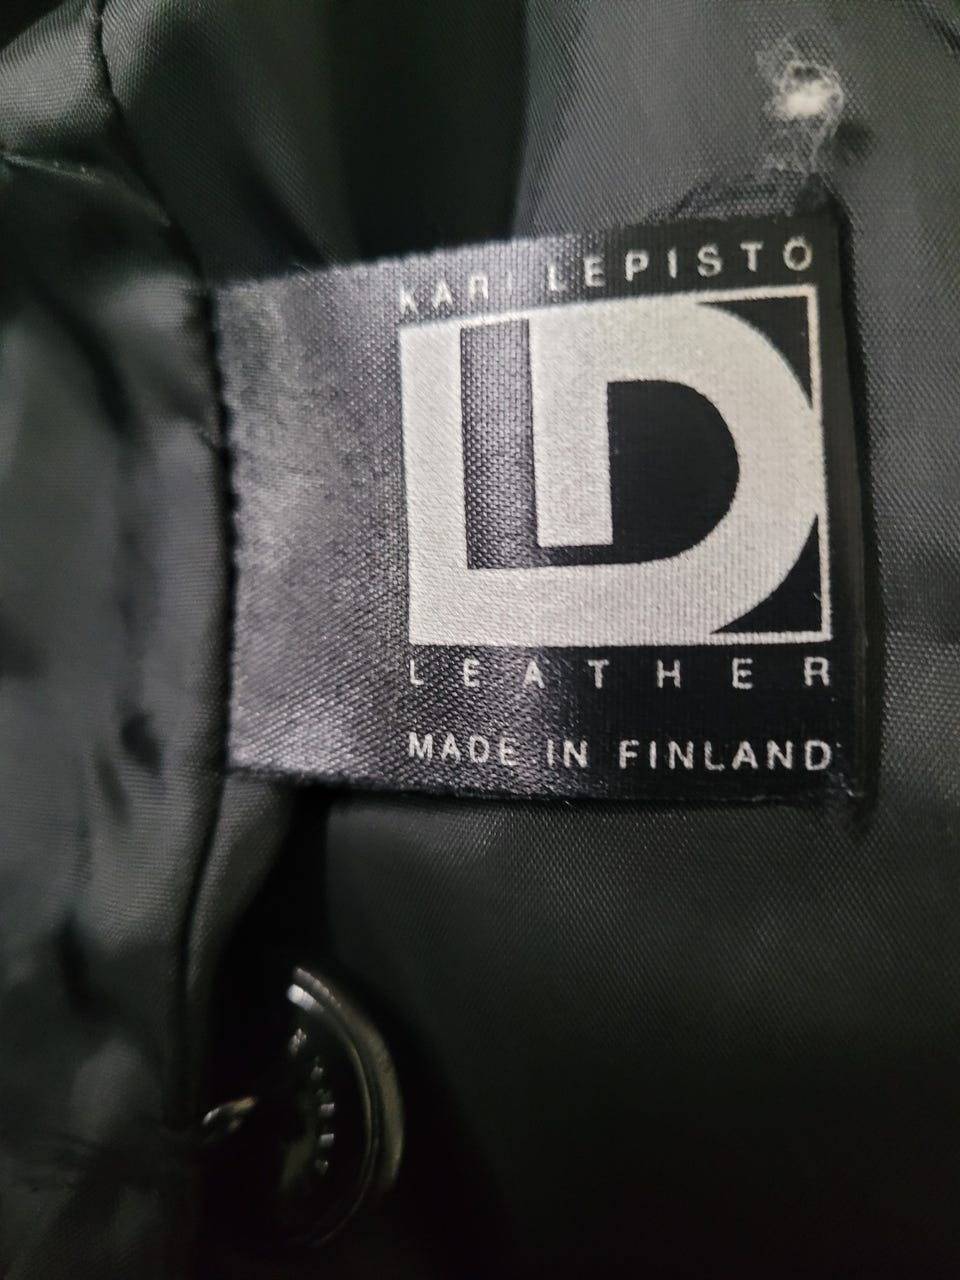 KARI LEPISTÖ
LD
LEATHER
MADE IN FINLAND